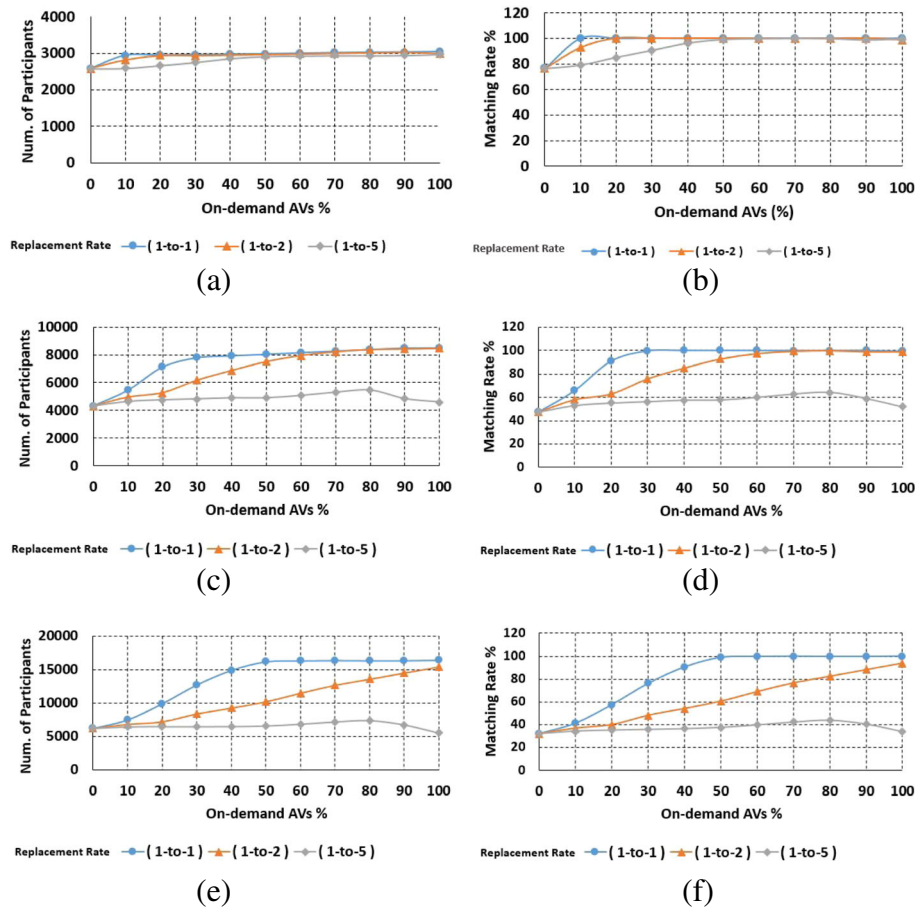 Num. of Participants
4000
3000
2000
1000
0
0 10 20 30 40 50 60 70 80 90 100
On-demand AVs %
Replacement Rate ( 1-to-1 ) ( 1-to-2 ) ( 1-to-5 )
(a)
Matching Rate %
120
100
80
60
40
20
0
0 10 20 30 40 50 60 70 80 90 100
On-demand AVs (%)
Replacement Rate ( 1-to-1 ) ( 1-to-2 ) ( 1-to-5 )
(b)
Num. of Participants
10000
8000
6000
4000
2000
0
0 10 20 30 40 50 60 70 80 90 100
On-demand AVs %
Replacement Rate ( 1-to-1 ) ( 1-to-2 ) ( 1-to-5 )
(c)
Matching Rate %
120
100
80
60
40
20
0
0 10 20 30 40 50 60 70 80 90 100
On-demand AVs %
Replacement Rate ( 1-to-1 ) ( 1-to-2 ) ( 1-to-5 )
(d)
Num. of Participants
20000
15000
10000
5000
0
0 10 20 30 40 50 60 70 80 90 100
On-demand AVs %
Replacement Rate ( 1-to-1 ) ( 1-to-2 ) ( 1-to-5 )
(e)
Matching Rate %
120
100
80
60
40
20
0
0 10 20 30 40 50 60 70 80 90 100
On-demand AVs %
Replacement Rate ( 1-to-1 ) ( 1-to-2 ) ( 1-to-5 )
(f)